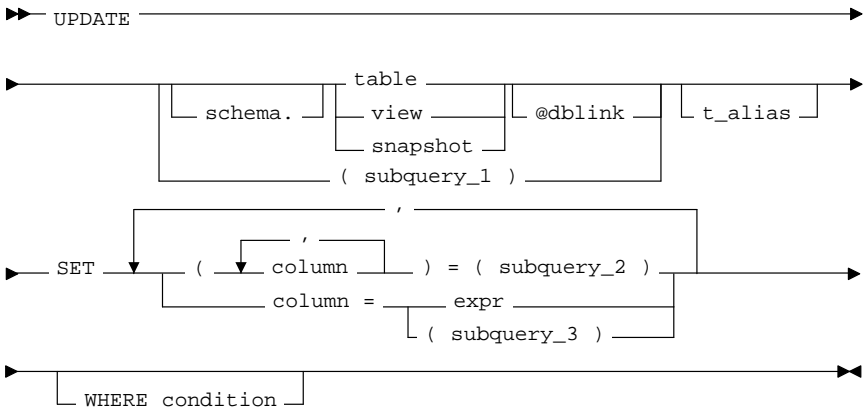 UPDATE
table
schema. view @dblink t_alias
snapshot
( subquery_1 )
,
,
SET ( column ) = ( subquery_2 )
column = expr
( subquery_3 )
WHERE condition